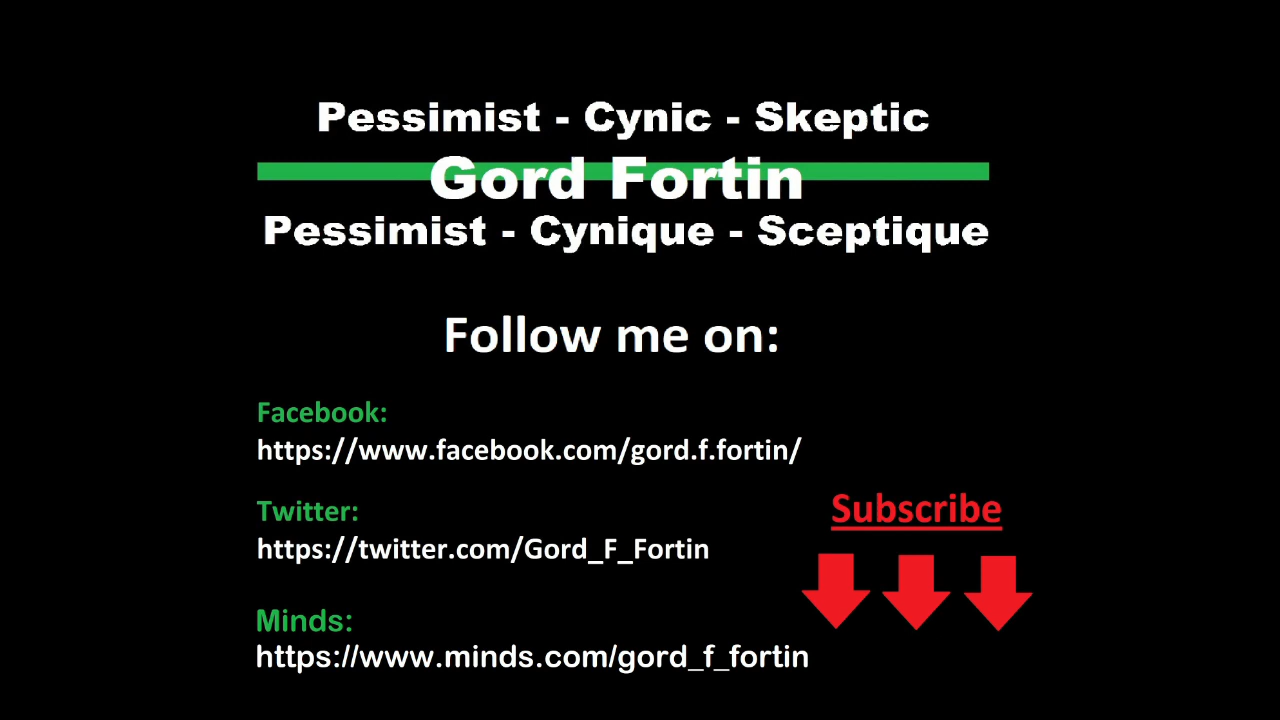 Pessimist - Cynic - Skeptic
Gord Fortin
Pessimist - Cynique - Sceptique
Follow me on:
Facebook:
https://www.facebook.com/gord.f.fortin/
Twitter:
https://twitter.com/Gord_F_Fortin
Subscribe
Minds:
https://www.minds.com/gord_f_fortin